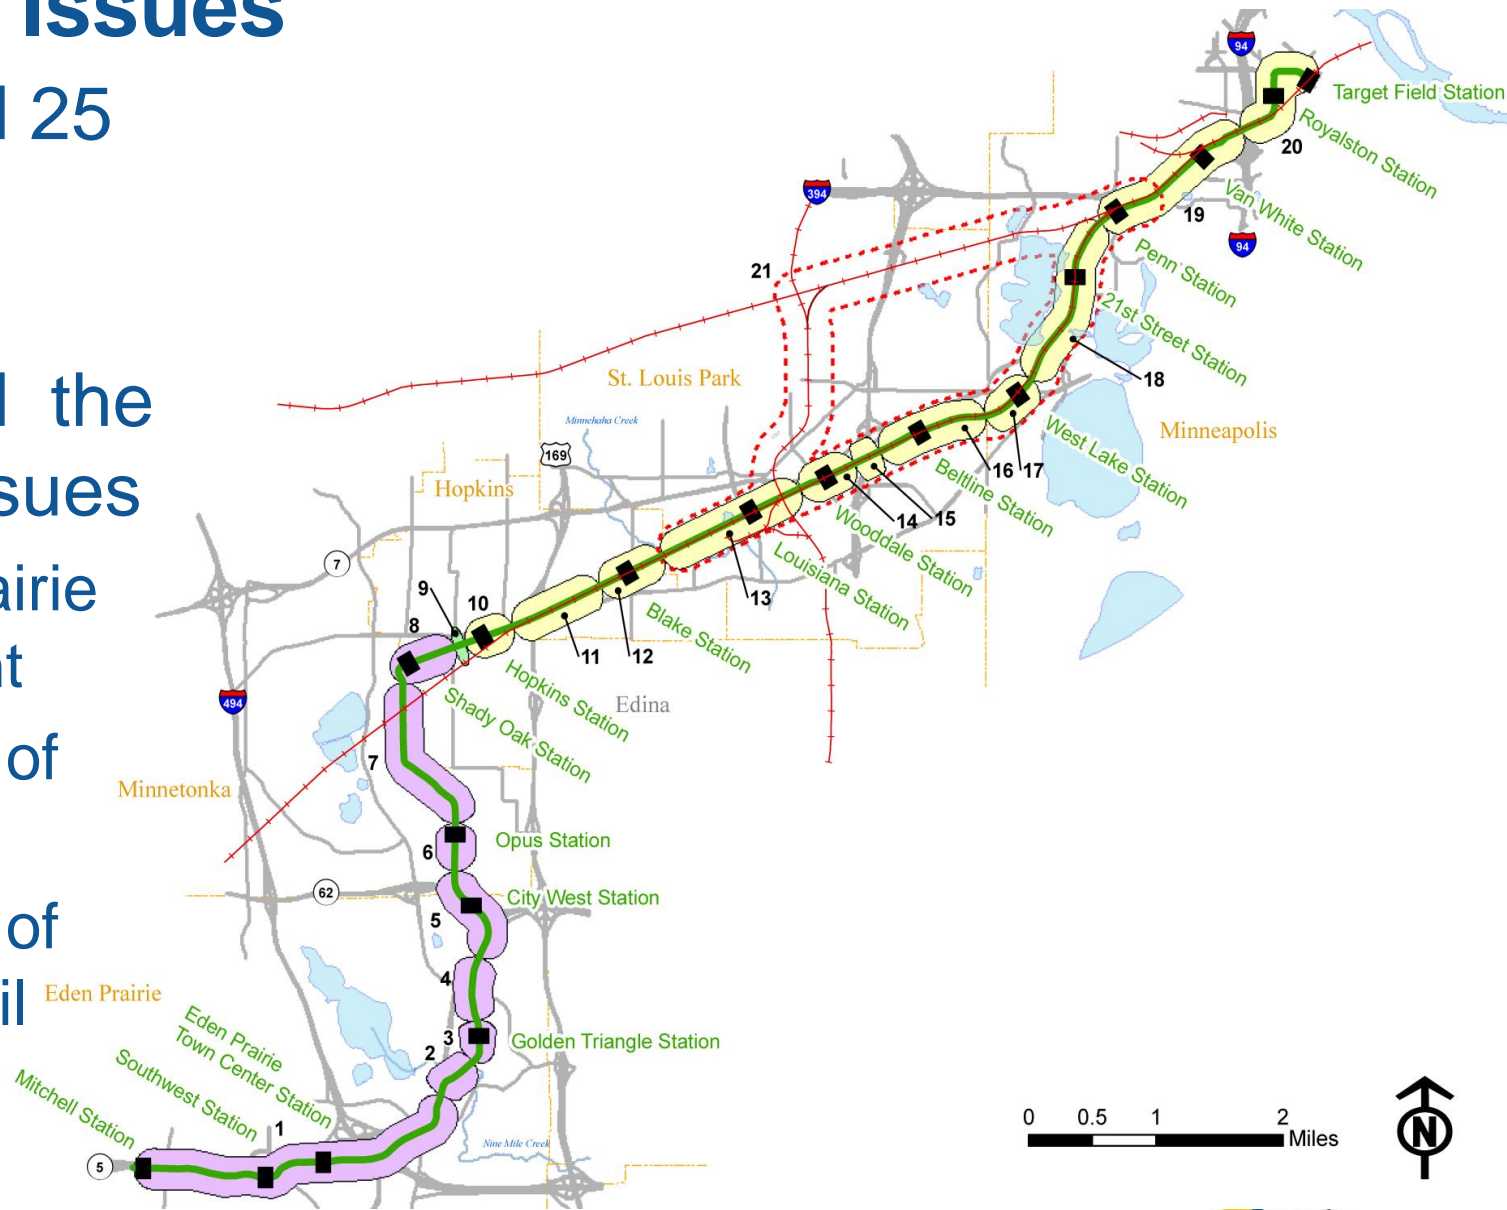 Issues
25
the
of
of
94
Target Field Station
Royalston Station
20
394
Van White Station
19
94
21
Penn Station
21st Street Station
St. Louis Park
18
Minnehaha Creek
West Lake Station
Minneapolis
169
16
17
Beltline Station
Hopkins
14
15
Wooddale Station
7
13
Louisiana Station
9
10
8
11
12
Blake Station
Hopkins Station
494
Shady Oak Station
Edina
7
Minnetonka
6
Opus Station
62
City West Station
5
4
Eden Prairie
3
Golden Triangle Station
2
Eden Prairie
Town Center Station
Southwest Station
Mitchell Station
1
5
Nine Mile Creek
0 0.5 1 2
Miles
N